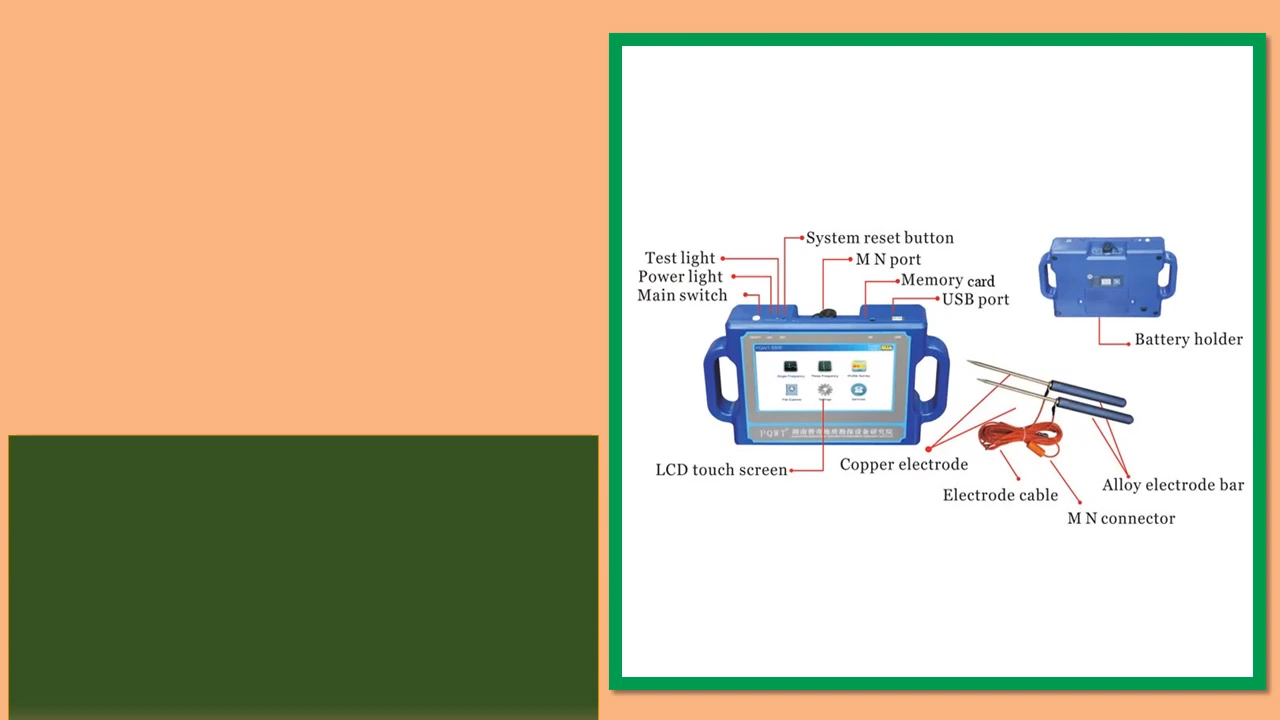 System reset button
Test light
M N port
Power light
Memory card
Main switch
USB port
Battery holder
PQWT
LCD touch screen
Copper electrode
Electrode cable
Alloy electrode bar
M N connector